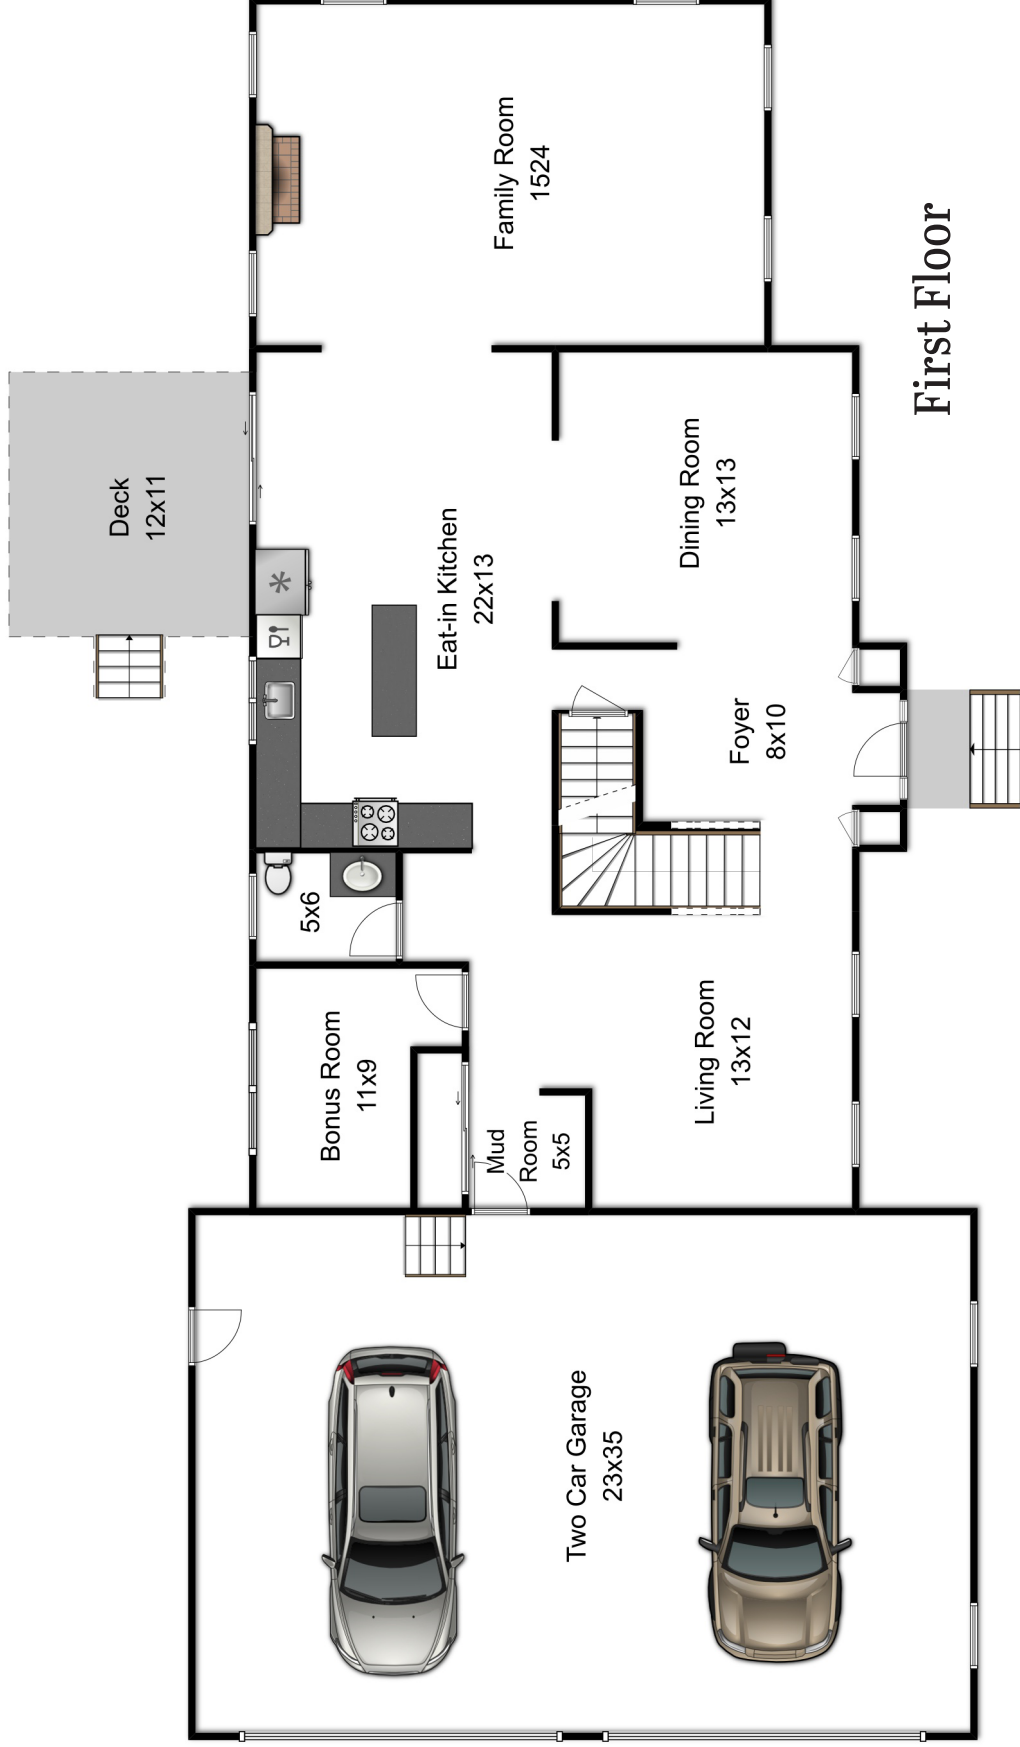 Deck
12x11
Family Room
1524
Eat-in Kitchen
22x13
Dining Room
13x13
Foyer
8x10
5x6
Bonus Room
11x9
Mud
Room
5x5
Living Room
13x12
Two Car Garage
23x35
First Floor